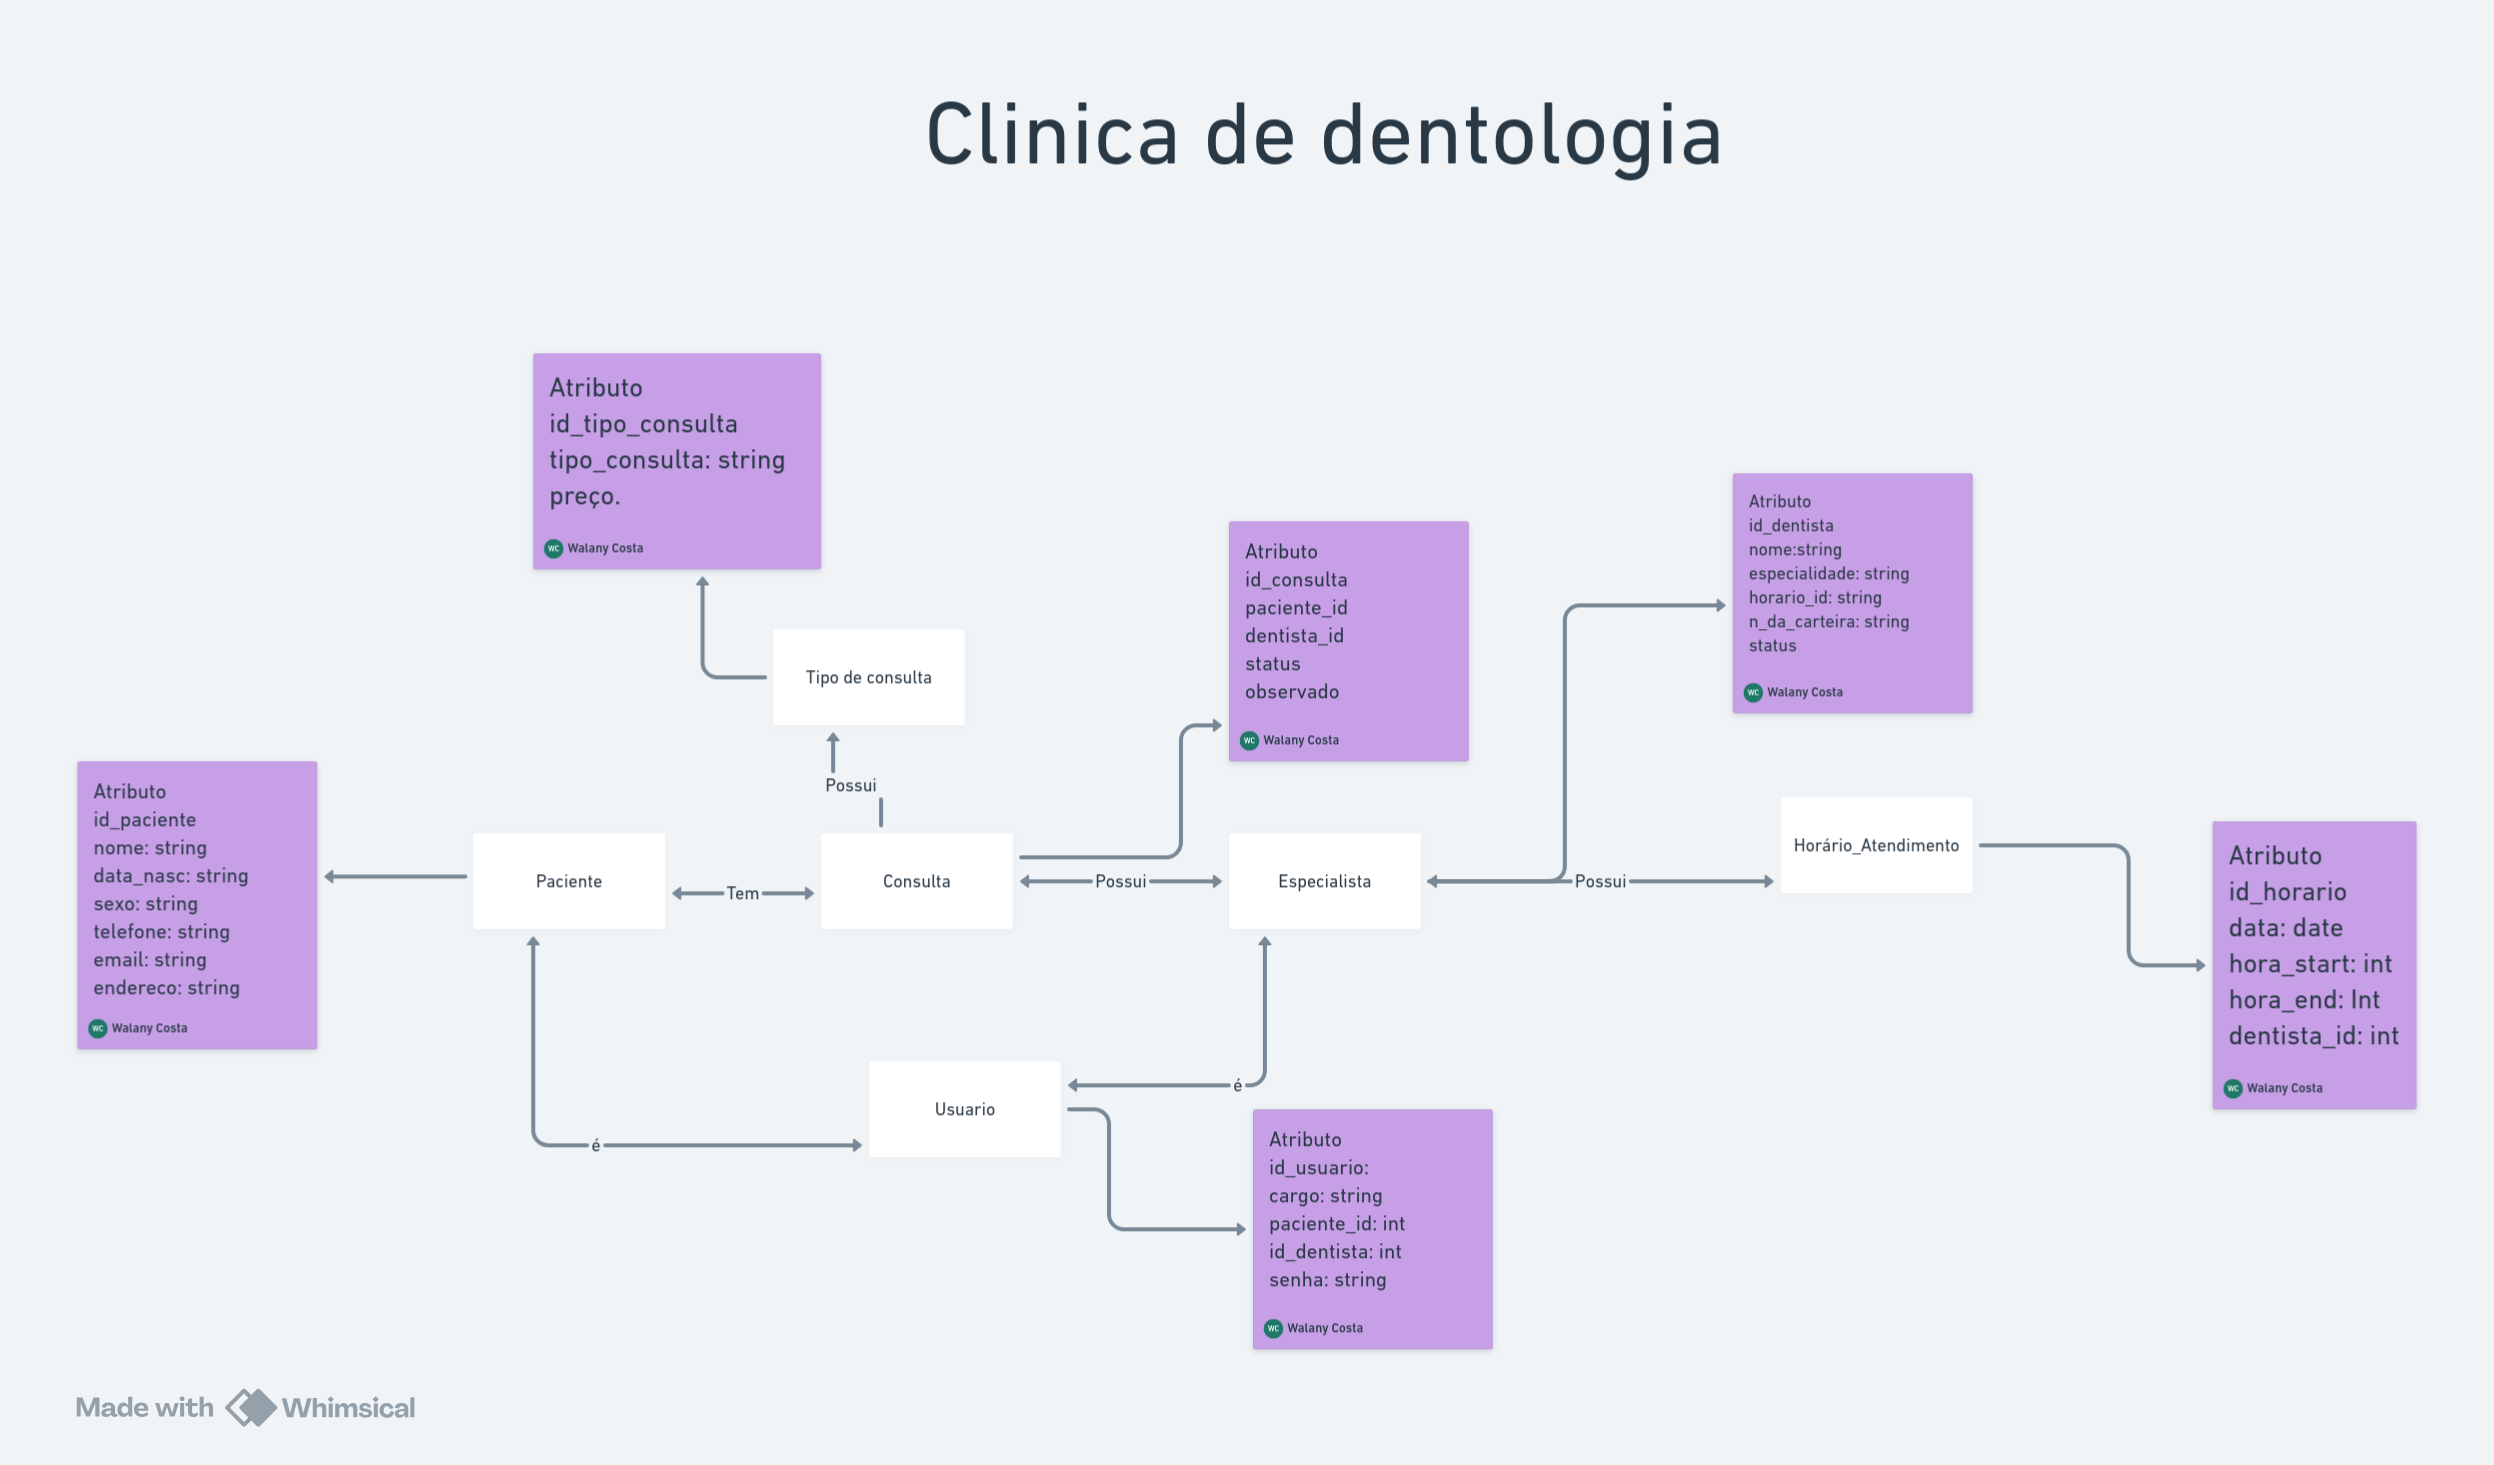 Clinica de dentologia
Atributo
id_tipo_consulta
tipo_consulta: string
preço.
WC Walany Costa
Tipo de consulta
Possui
Atributo
id_consulta
paciente_id
dentista_id
status
observado
WC Walany Costa
Atributo
id_dentista
nome:string
especialidade: string
horario_id: string
n_da_carteira: string
status
WC Walany Costa
Atributo
id_paciente
nome: string
data_nasc: string
sexo: string
telefone: string
email: string
endereco: string
WC Walany Costa
Paciente
Tem
Consulta
Possui
Especialista
Possui
Horário_Atendimento
Atributo
id_horario
data: date
hora_start: int
hora_end: Int
dentista_id: int
WC Walany Costa
é
Usuario
é
Atributo
id_usuario:
cargo: string
paciente_id: int
id_dentista: int
senha: string
WC Walany Costa
Made with Whimsical